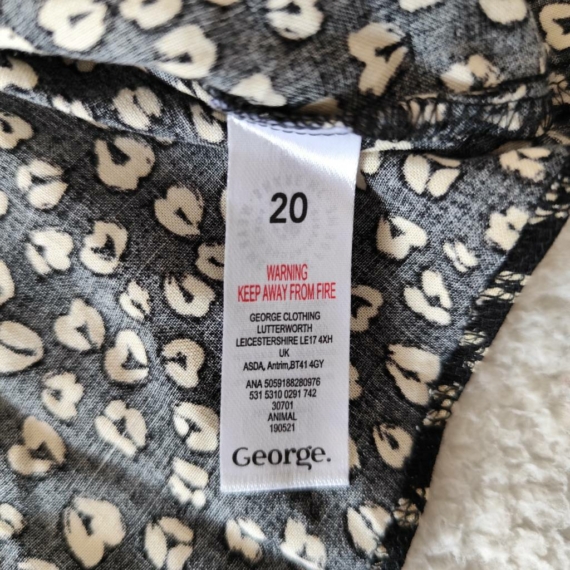 20
WARNING
KEEP AWAY FROM FIRE
GEORGE CLOTHING
LUTTERWORTH
LEICESTERSHIRE LE17 4XH
UK
ASDA, Antrim,BT41 4GY
ANA 5059188280976
531 5310 0291 742
30701
ANIMAL
190521
George.